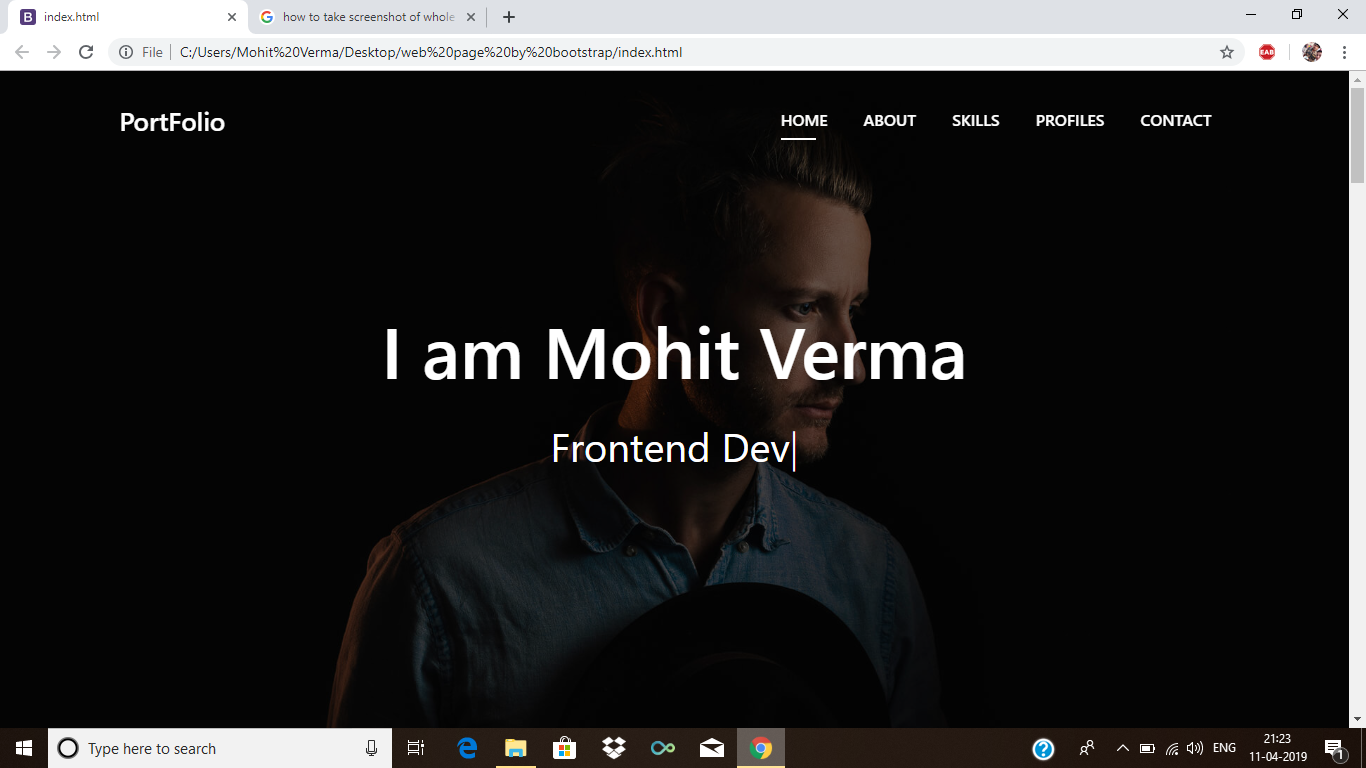 index.html
how to take screenshot of whole
File
C:/Users/Mohit%20Verma/Desktop/web%20page%20by%20bootstrap/index.html
EAB
PortFolio
HOME ABOUT SKILLS PROFILES CONTACT
I am Mohit Verma
Frontend Dev
Type here to search
ENG
21:23
11-04-2019
1